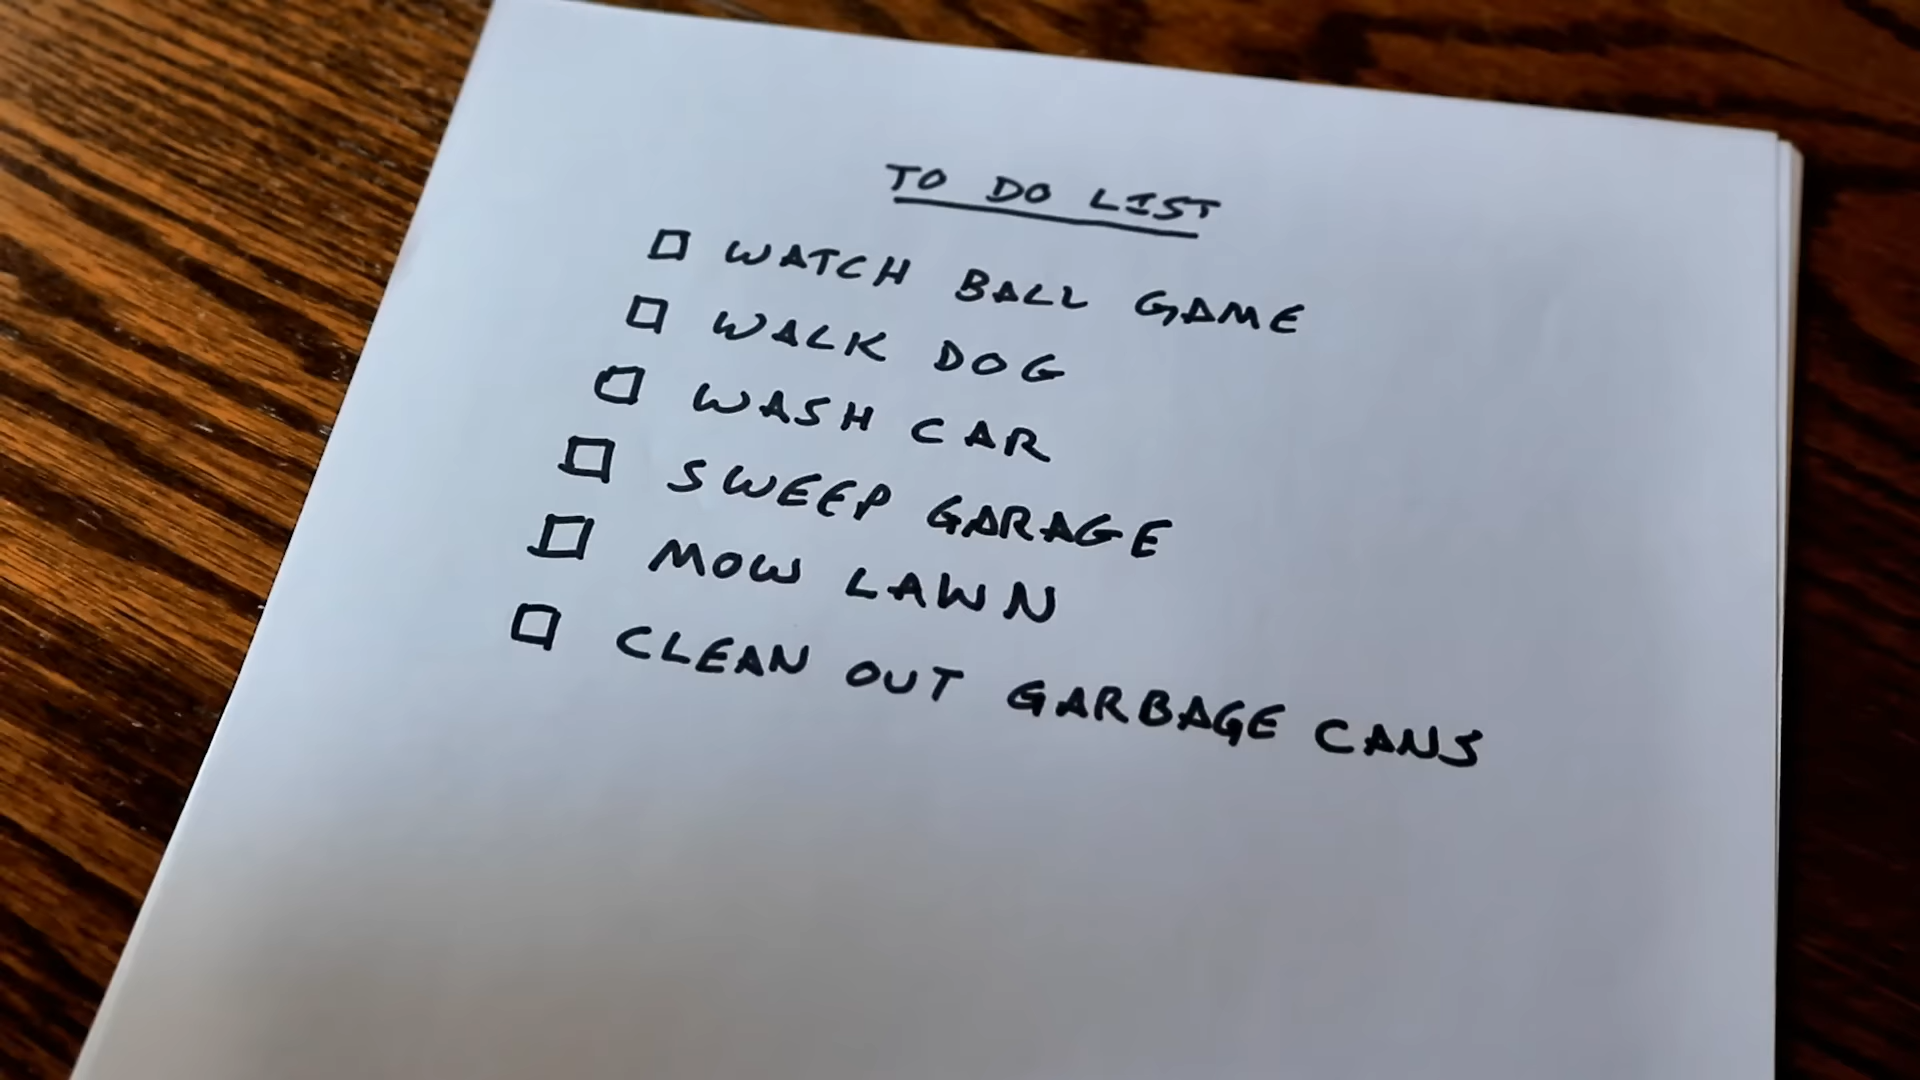 TO DO LIST
☐ WATCH BALL GAME
☐ WALK DOG
☐ WASH CAR
☐ SWEEP GARAGE
☐ MOW LAWN
☐ CLEAN OUT GARBAGE CANS